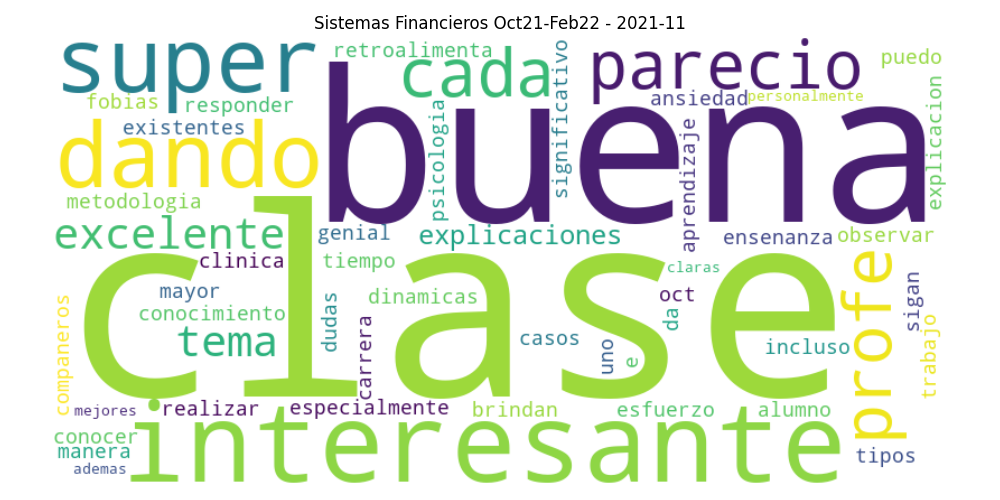 Sistemas Financieros Oct21-Feb22 - 2021-11
super
retroalimenta
cada
significativo
parecio
puedo
fobias
responder
ansiedad
personalmente
existentes
dando
buena
psicologia
aprendizaje
explicacion
metodologia
excelente
genial
explicaciones
ensenanza
observar
clinica
tiempo
claras
clase
mayor
dinamicas
oct
conocimiento
dudas
da
sigan
profe
tema
carrera
casos
uno
e
incluso
trabajo
companeros
mejores
realizar
especialmente
brindan
esfuerzo
alumno
conocer
manera
interesante
tipos
ademas